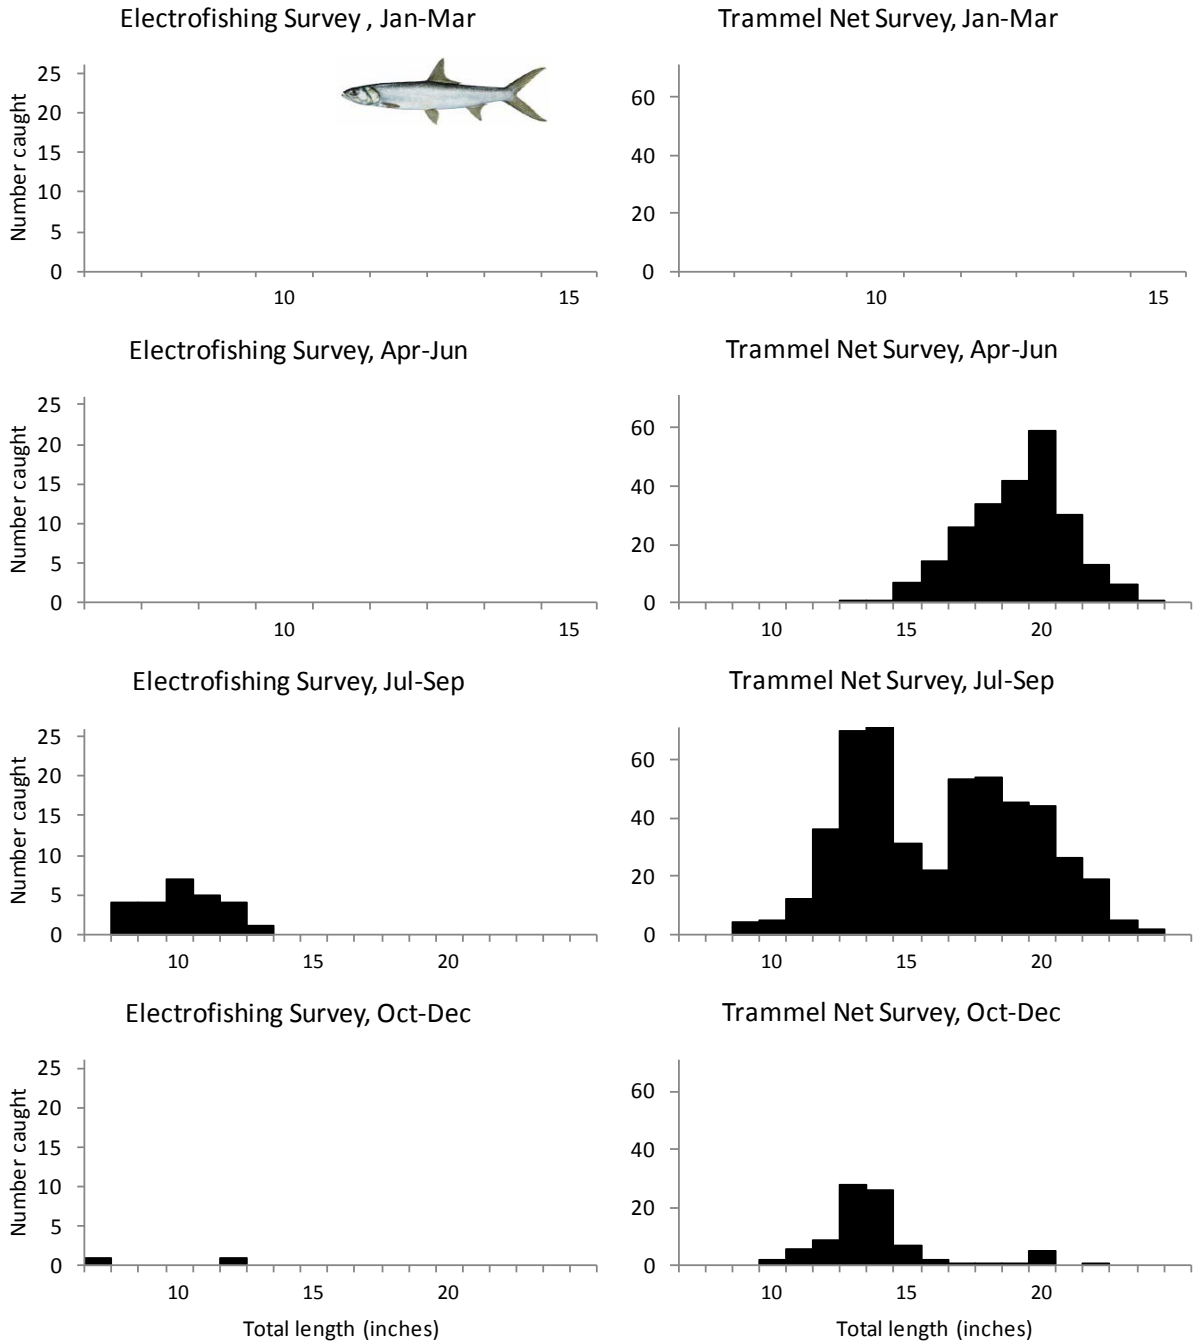 Electrofishing Survey , Jan-Mar
Number caught
25
20
15
10
5
0
10 15
Trammel Net Survey, Jan-Mar
60
40
20
0
10 15
Electrofishing Survey, Apr-Jun
Number caught
25
20
15
10
5
0
10 15
Trammel Net Survey, Apr-Jun
60
40
20
0
10 15 20
Electrofishing Survey, Jul-Sep
Number caught
25
20
15
10
5
0
10 15 20
Trammel Net Survey, Jul-Sep
60
40
20
0
10 15 20
Electrofishing Survey, Oct-Dec
Number caught
25
20
15
10
5
0
10 15 20
Total length (inches)
Trammel Net Survey, Oct-Dec
60
40
20
0
10 15 20
Total length (inches)